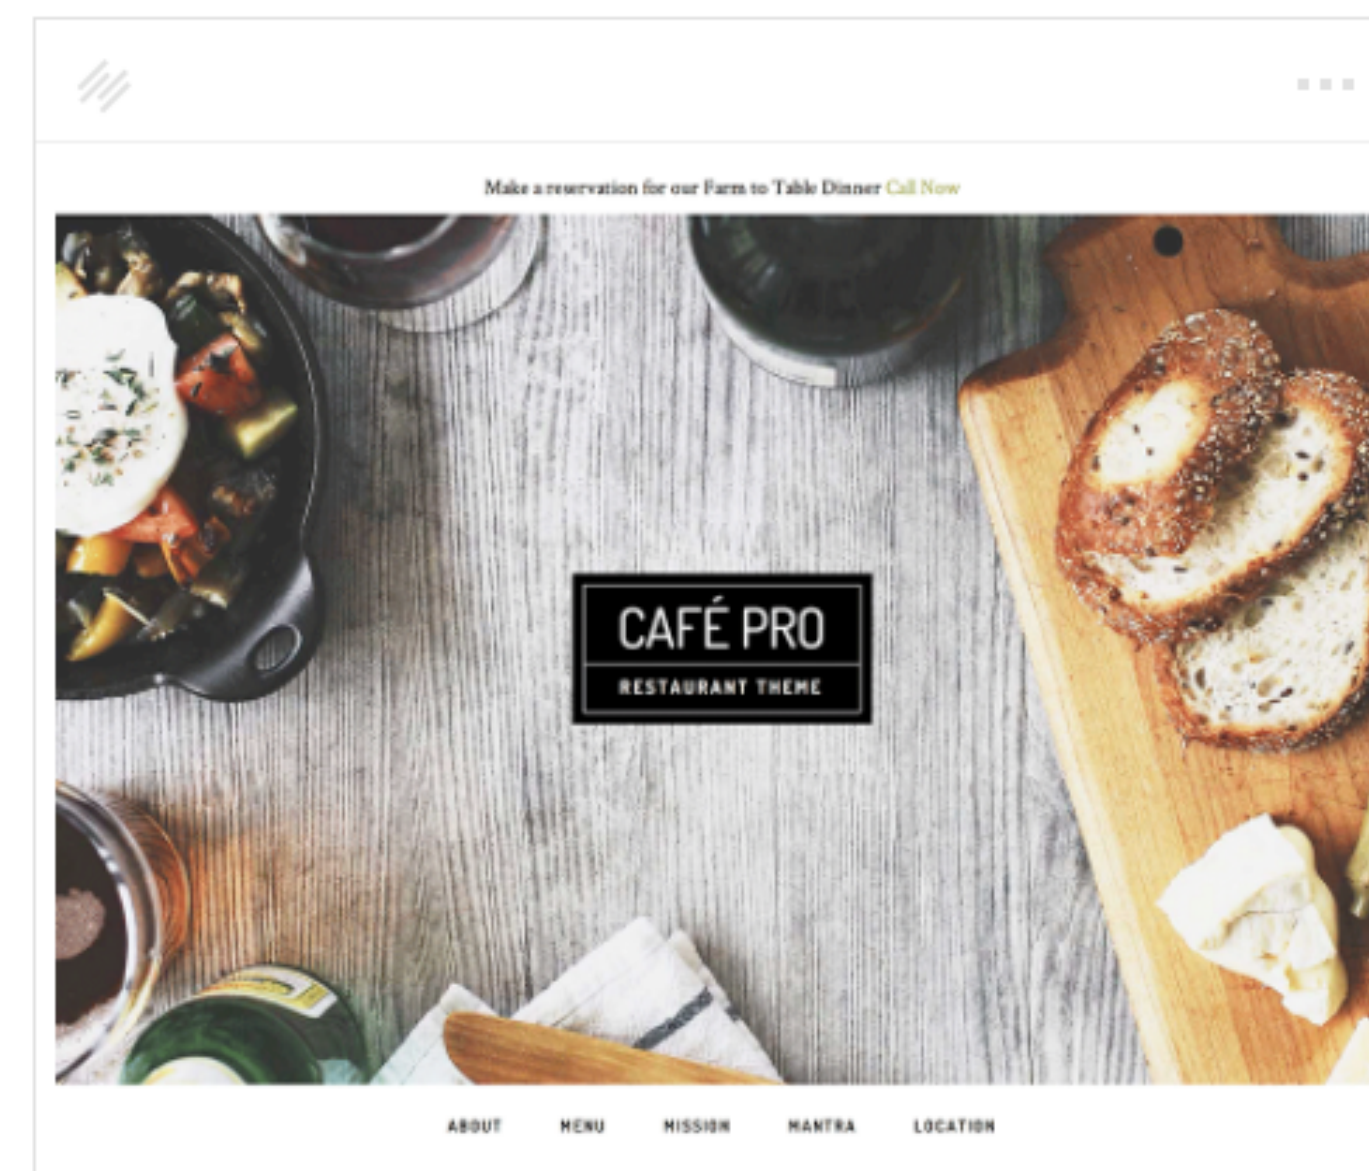 Make a reservation for our Farm to Table Dinner Call Now
CAFÉ PRO
RESTAURANT THEME
ABOUT MENU MISSION MANTRA LOCATION